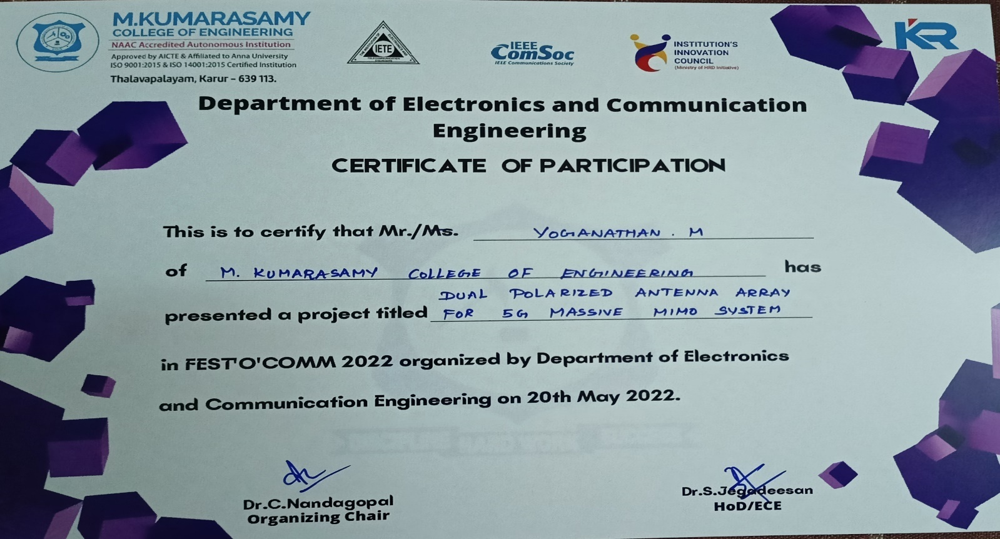 M.KUMARASAMY
COLLEGE OF ENGINEERING
NAAC Accredited Autonomous Institution
Approved by AICTE & Affiliated to Anna University
ISO 9001:2015 & ISO 14001:2015 Certified Institution
Thalavapalayam, Karur – 639 113.
IETE
IEEE
ComSoc
IEEE Communications Society
INSTITUTION'S
INNOVATION
COUNCIL
(Ministry of HRD Initiative)
KR
Department of Electronics and Communication
Engineering
CERTIFICATE OF PARTICIPATION
This is to certify that Mr./Ms. YOGANATHAN . M
of M. KUMARASAMY COLLEGE OF ENGINEERING has
DUAL POLARIZED ANTENNA ARRAY
presented a project titled FOR 5G MASSIVE MIMO SYSTEM
in FEST'O'COMM 2022 organized by Department of Electronics
and Communication Engineering on 20th May 2022.
Dr.C.Nandagopal
Organizing Chair
Dr.S.Jegadeesan
HoD/ECE